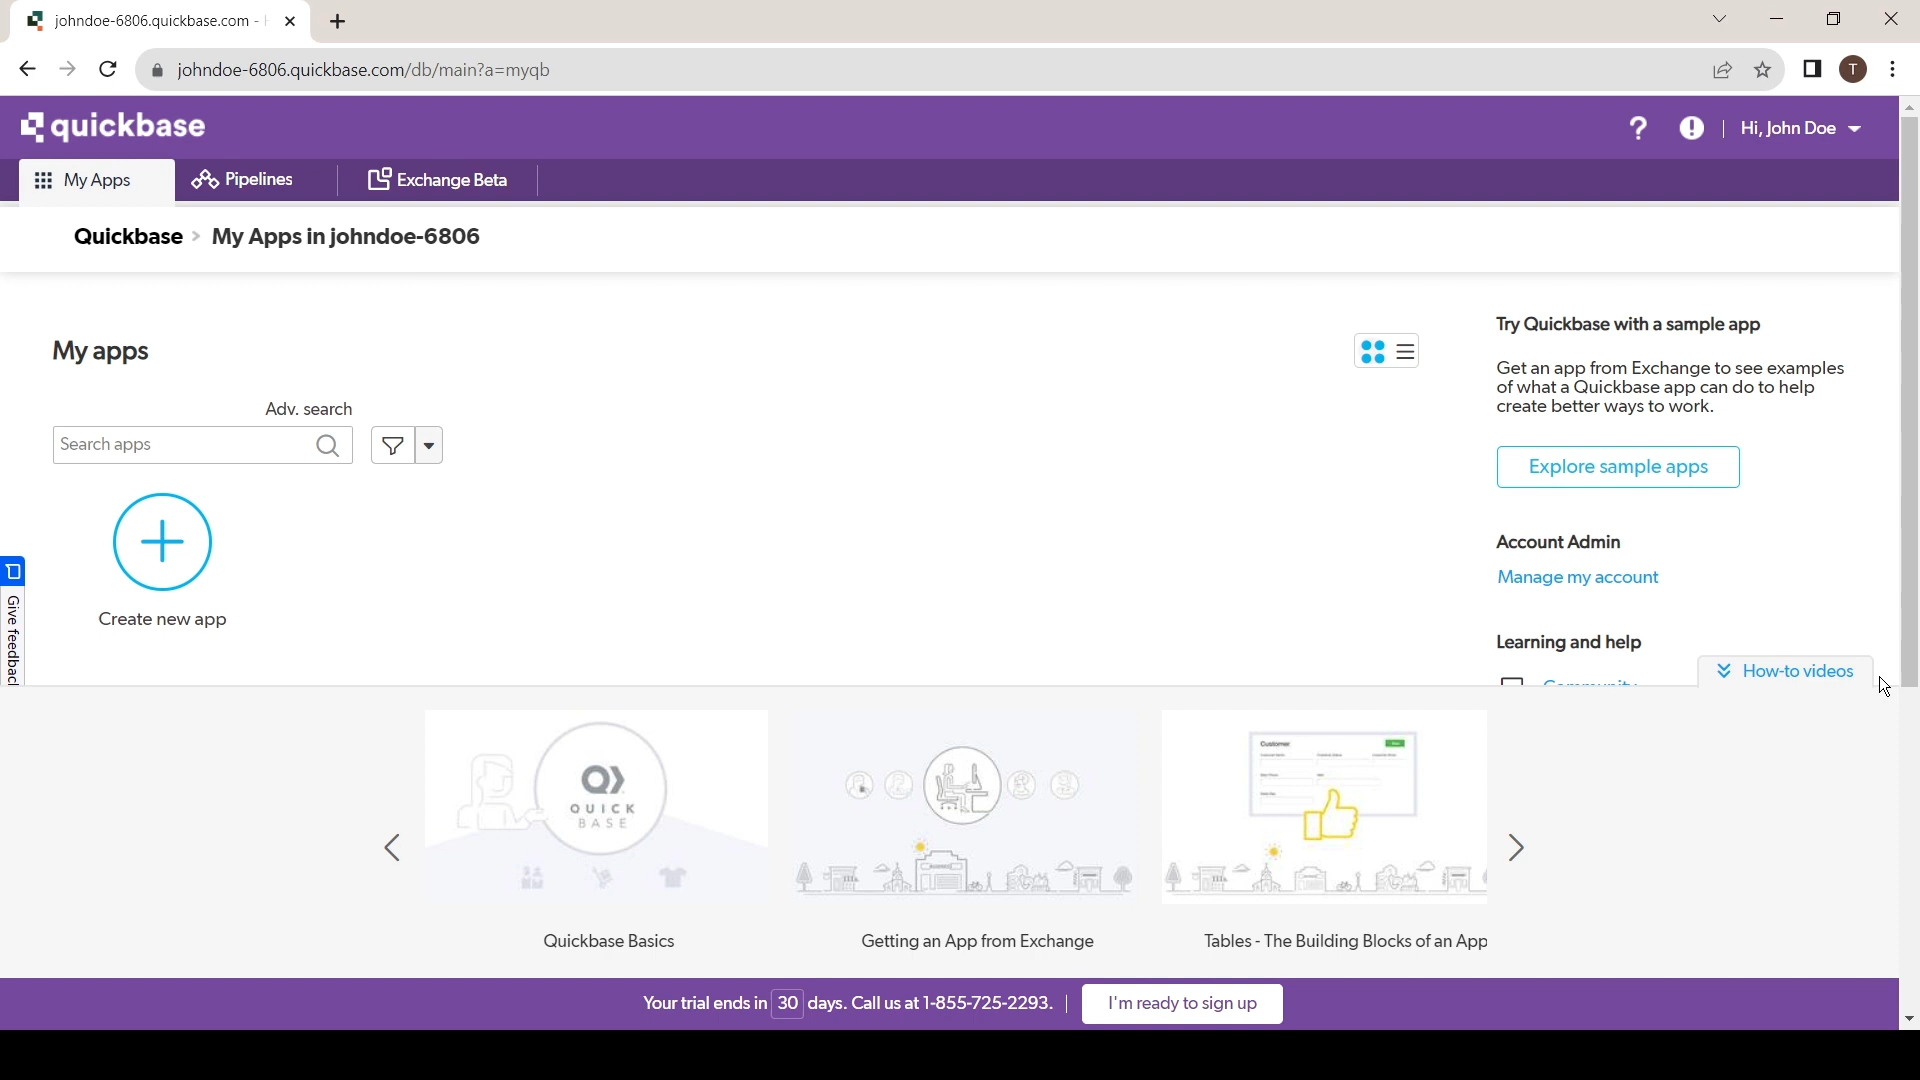 johndoe-6806.quickbase.com -
johndoe-6806.quickbase.com/db/main?a=myqb
T
quickbase
Hi, John Doe
My Apps
Pipelines
Exchange Beta
Quickbase > My Apps in johndoe-6806
My apps
Adv. search
Search apps
Create new app
Give feedback
Try Quickbase with a sample app
Get an app from Exchange to see examples
of what a Quickbase app can do to help
create better ways to work.
Explore sample apps
Account Admin
Manage my account
Learning and help
Community
How-to videos
QUICK
BASE
Customer
Quickbase Basics
Getting an App from Exchange
Tables - The Building Blocks of an App
Your trial ends in 30 days. Call us at 1-855-725-2293.
I'm ready to sign up